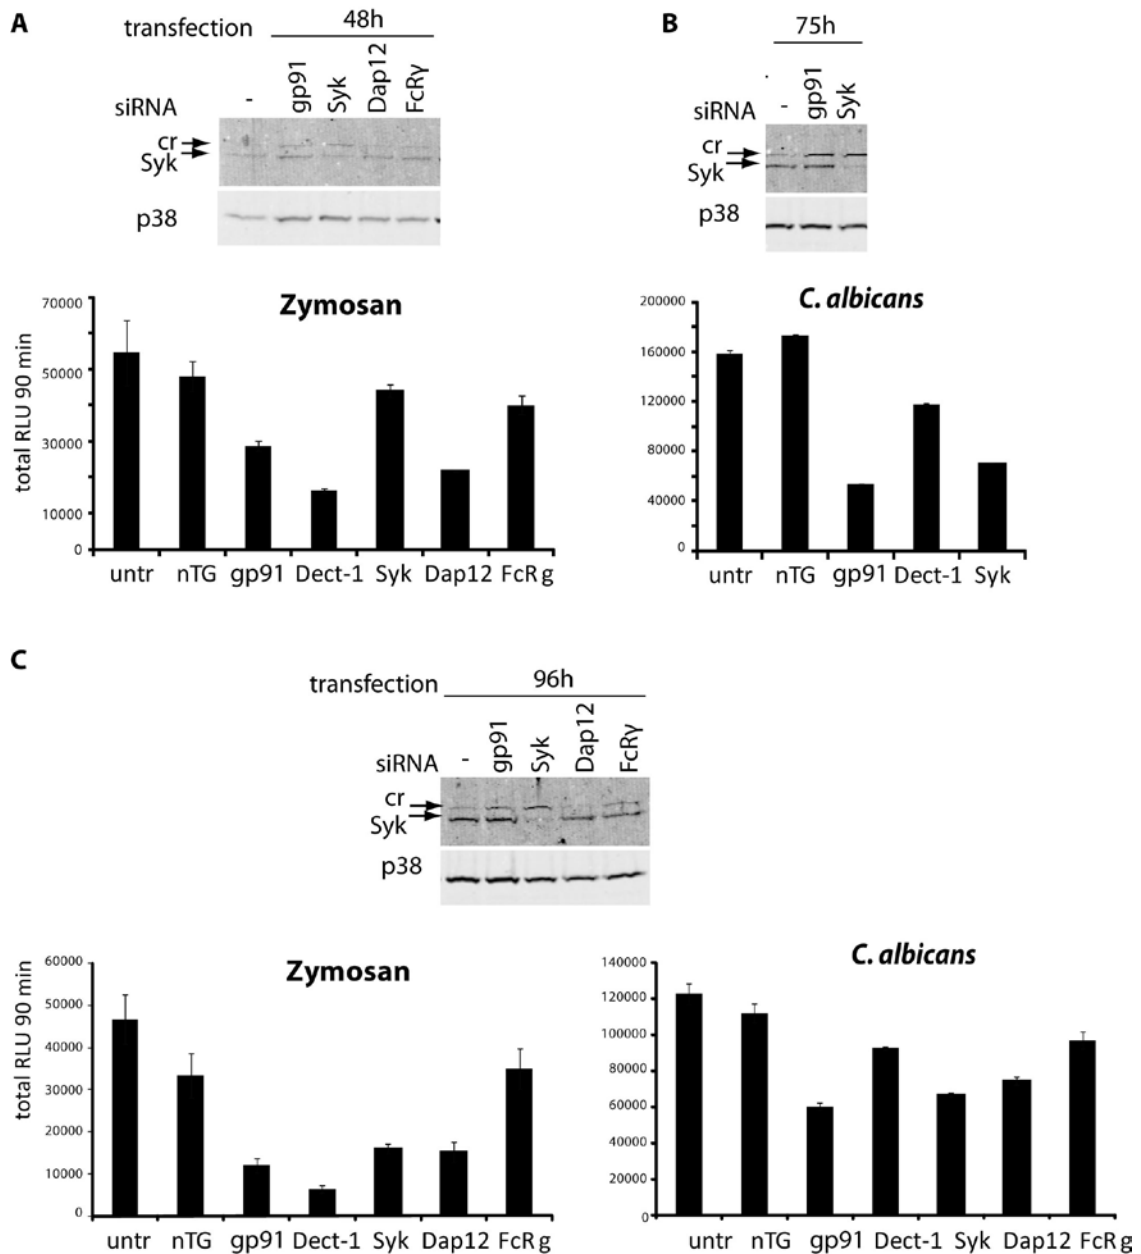 A
transfection 48h
siRNA - gp91 Syk Dap12 FcRγ
cr
Syk
p38
Zymosan
total RLU 90 min
70000
50000
30000
10000
0
untr nTG gp91 Dect-1 Syk Dap12 FcR g
B
75h
siRNA - gp91 Syk
cr
Syk
p38
C. albicans
200000
160000
120000
80000
40000
0
untr nTG gp91 Dect-1 Syk
C
transfection 96h
siRNA - gp91 Syk Dap12 FcRγ
cr
Syk
p38
Zymosan
total RLU 90 min
60000
50000
40000
30000
20000
10000
0
untr nTG gp91 Dect-1 Syk Dap12 FcR g
C. albicans
140000
120000
100000
80000
60000
40000
20000
0
untr nTG gp91 Dect-1 Syk Dap12 FcR g